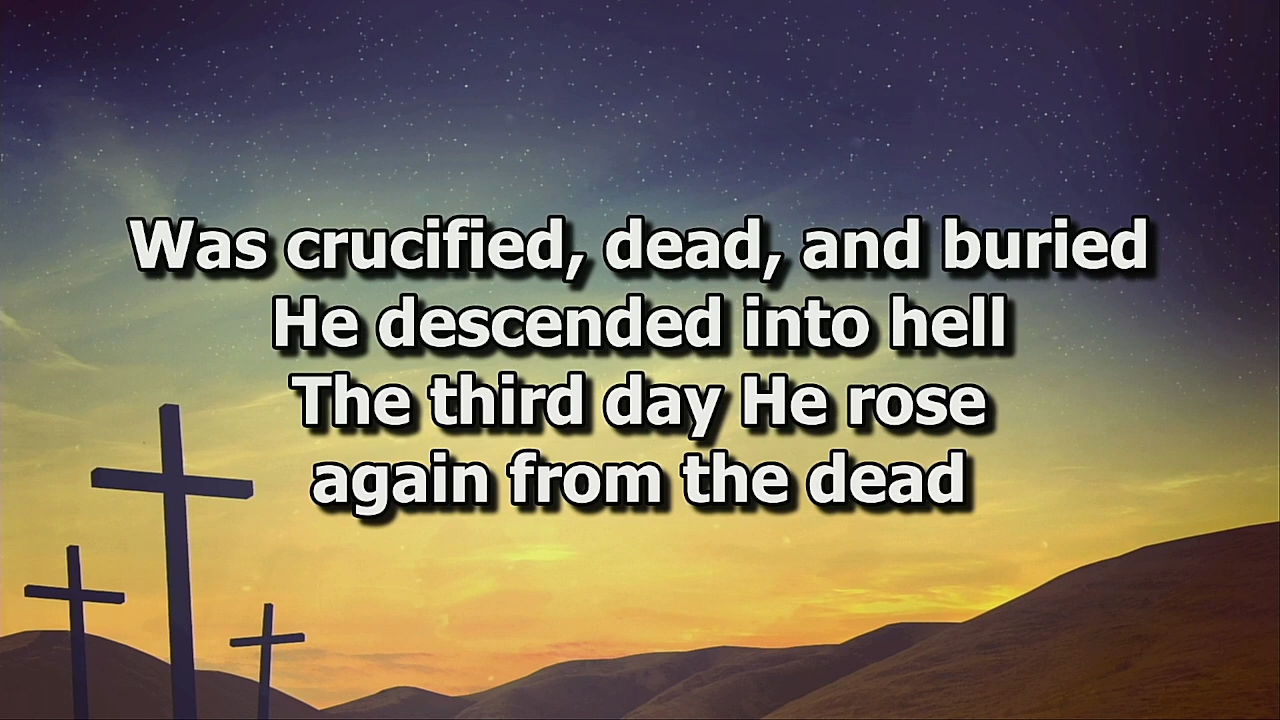 Was crucified, dead, and buried
He descended into hell
The third day He rose
again from the dead